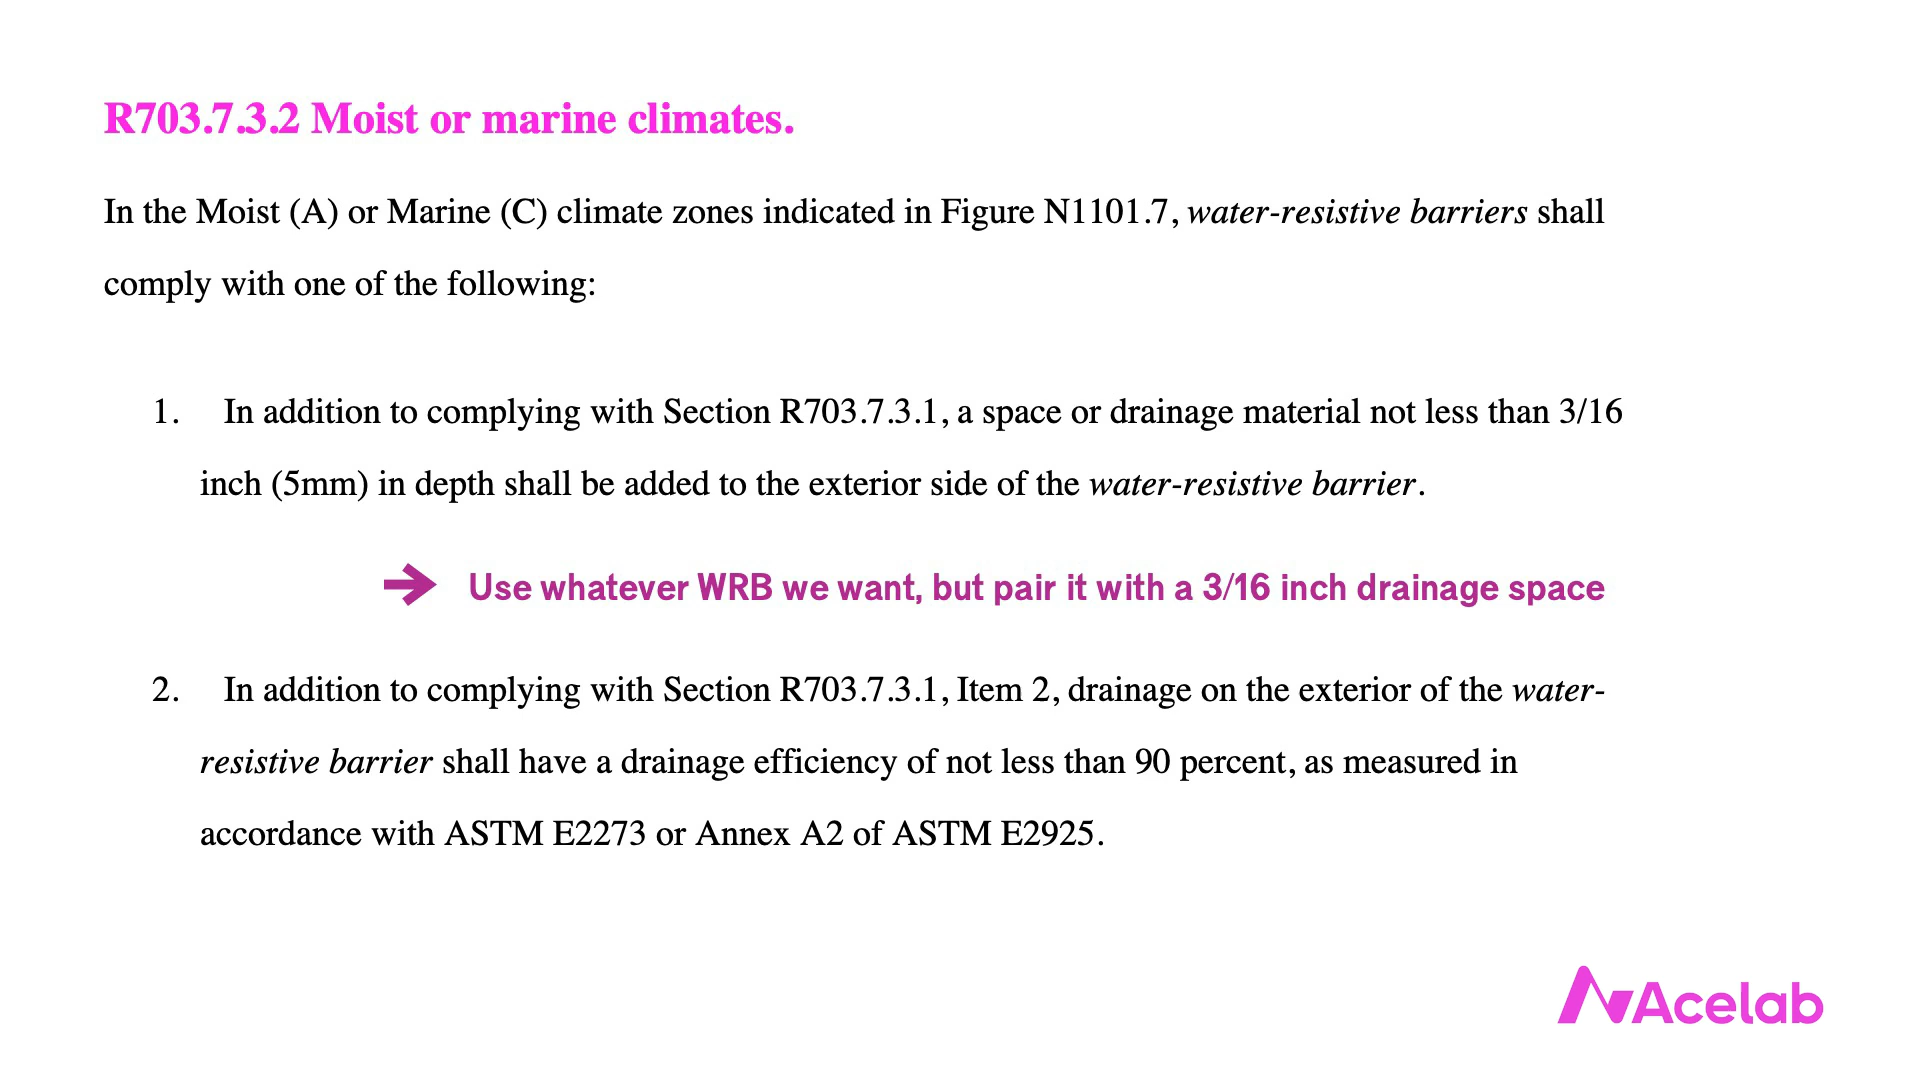 R703.7.3.2 Moist or marine climates.
In the Moist (A) or Marine (C) climate zones indicated in Figure N1101.7, water-resistive barriers shall
comply with one of the following:
1. In addition to complying with Section R703.7.3.1, a space or drainage material not less than 3/16
inch (5mm) in depth shall be added to the exterior side of the water-resistive barrier.
→ Use whatever WRB we want, but pair it with a 3/16 inch drainage space
2. In addition to complying with Section R703.7.3.1, Item 2, drainage on the exterior of the water-
resistive barrier shall have a drainage efficiency of not less than 90 percent, as measured in
accordance with ASTM E2273 or Annex A2 of ASTM E2925.
Acelab